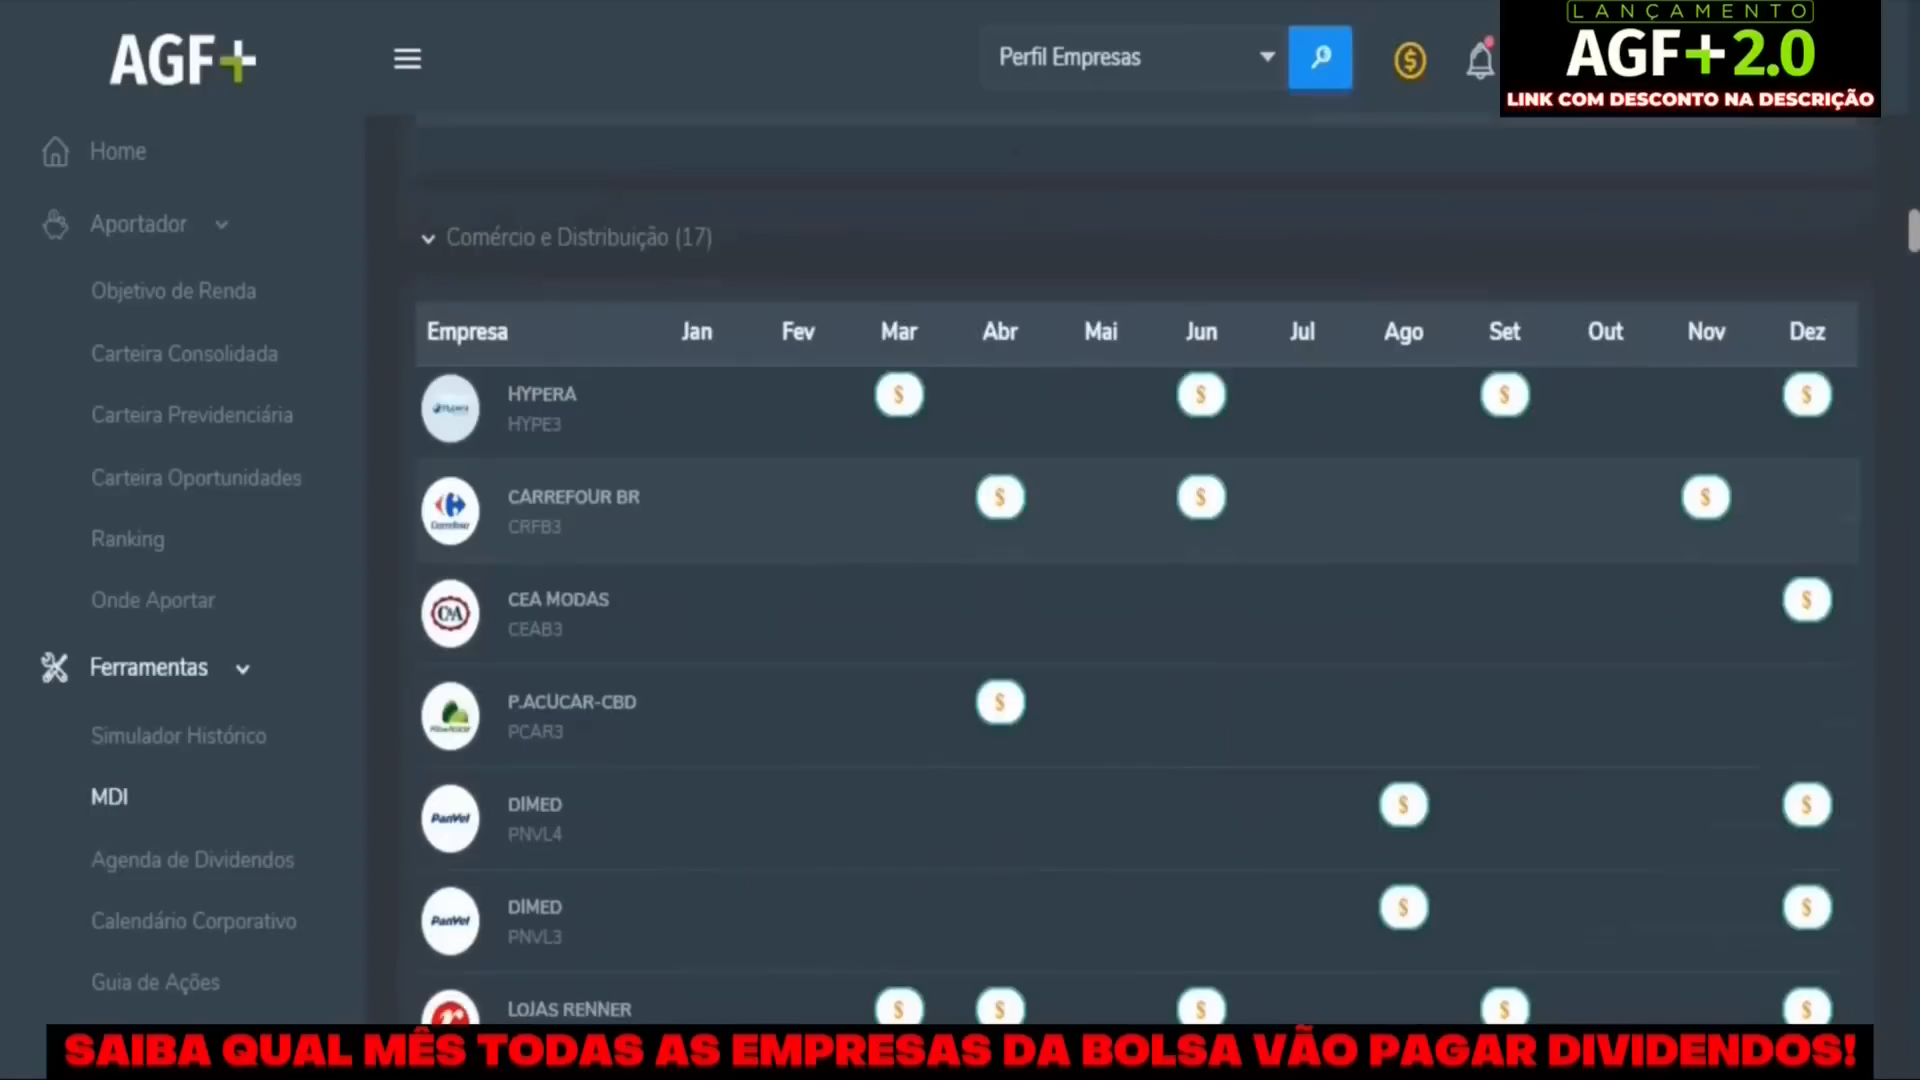 AGF+
Perfil Empresas
LANÇAMENTO
AGF+2.0
LINK COM DESCONTO NA DESCRIÇÃO
Home
Aportador
Objetivo de Renda
Carteira Consolidada
Carteira Previdenciária
Carteira Oportunidades
Ranking
Onde Aportar
Ferramentas
Simulador Histórico
MDI
Agenda de Dividendos
Calendário Corporativo
Guia de Ações
Comércio e Distribuição (17)
Empresa Jan Fev Mar Abr Mai Jun Jul Ago Set Out Nov Dez
HYPERA $ $ $ $
HYPE3
CARREFOUR BR $ $ $
Carrefour
CRFB3
CEA MODAS $
C&A
CEAB3
P.ACUCAR-CBD $
PCAR3
DIMED $ $
PanVel
PNVL4
DIMED $ $
PanVel
PNVL3
LOJAS RENNER $ $ $ $ $
SAIBA QUAL MÊS TODAS AS EMPRESAS DA BOLSA VÃO PAGAR DIVIDENDOS!